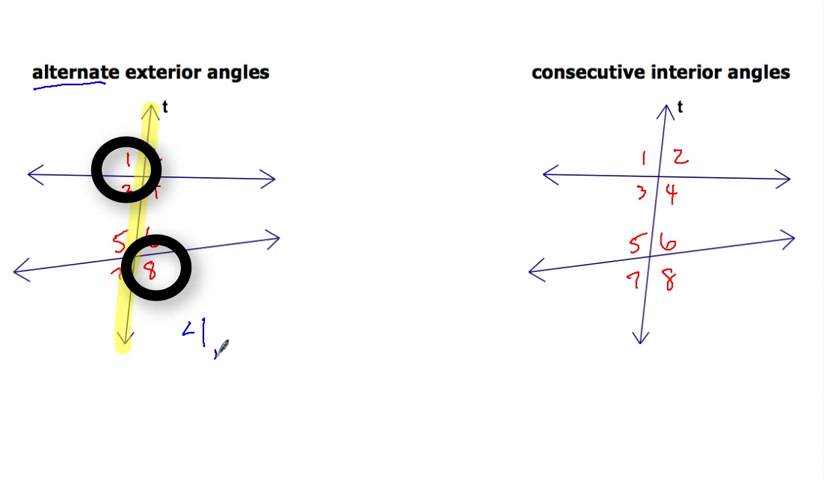 alternate exterior angles
t
1
5
8
∠1,
consecutive interior angles
t
1 2
3 4
5 6
7 8